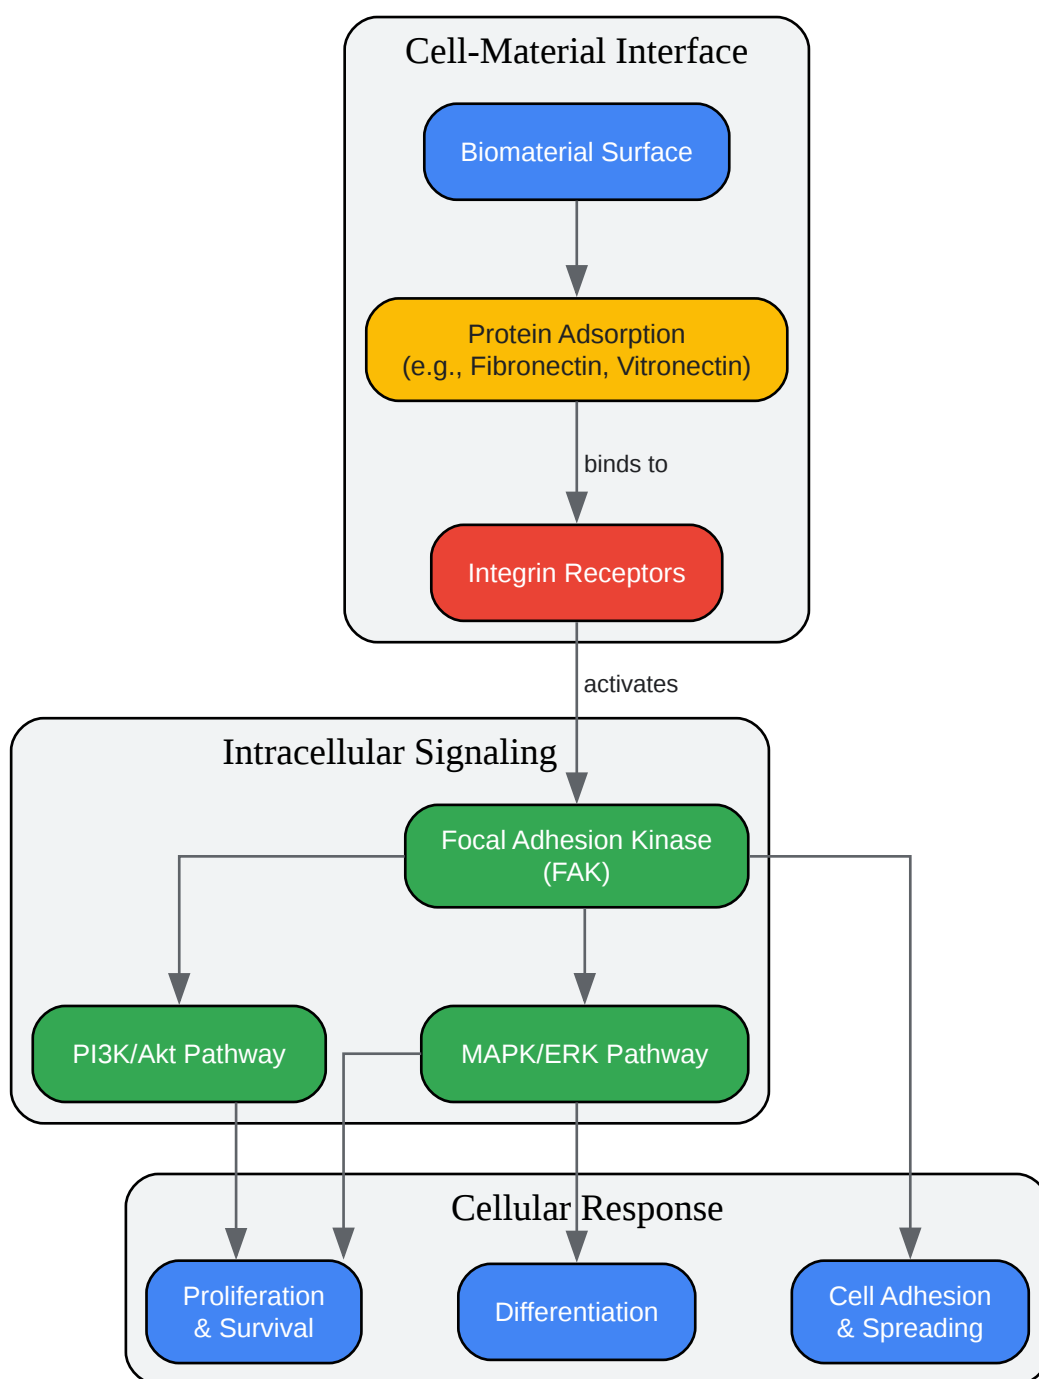 Cell-Material Interface
Biomaterial Surface
Protein Adsorption
(e.g., Fibronectin, Vitronectin)
binds to
Integrin Receptors
activates
Intracellular Signaling
Focal Adhesion Kinase
(FAK)
PI3K/Akt Pathway
MAPK/ERK Pathway
Cellular Response
Proliferation
& Survival
Differentiation
Cell Adhesion
& Spreading